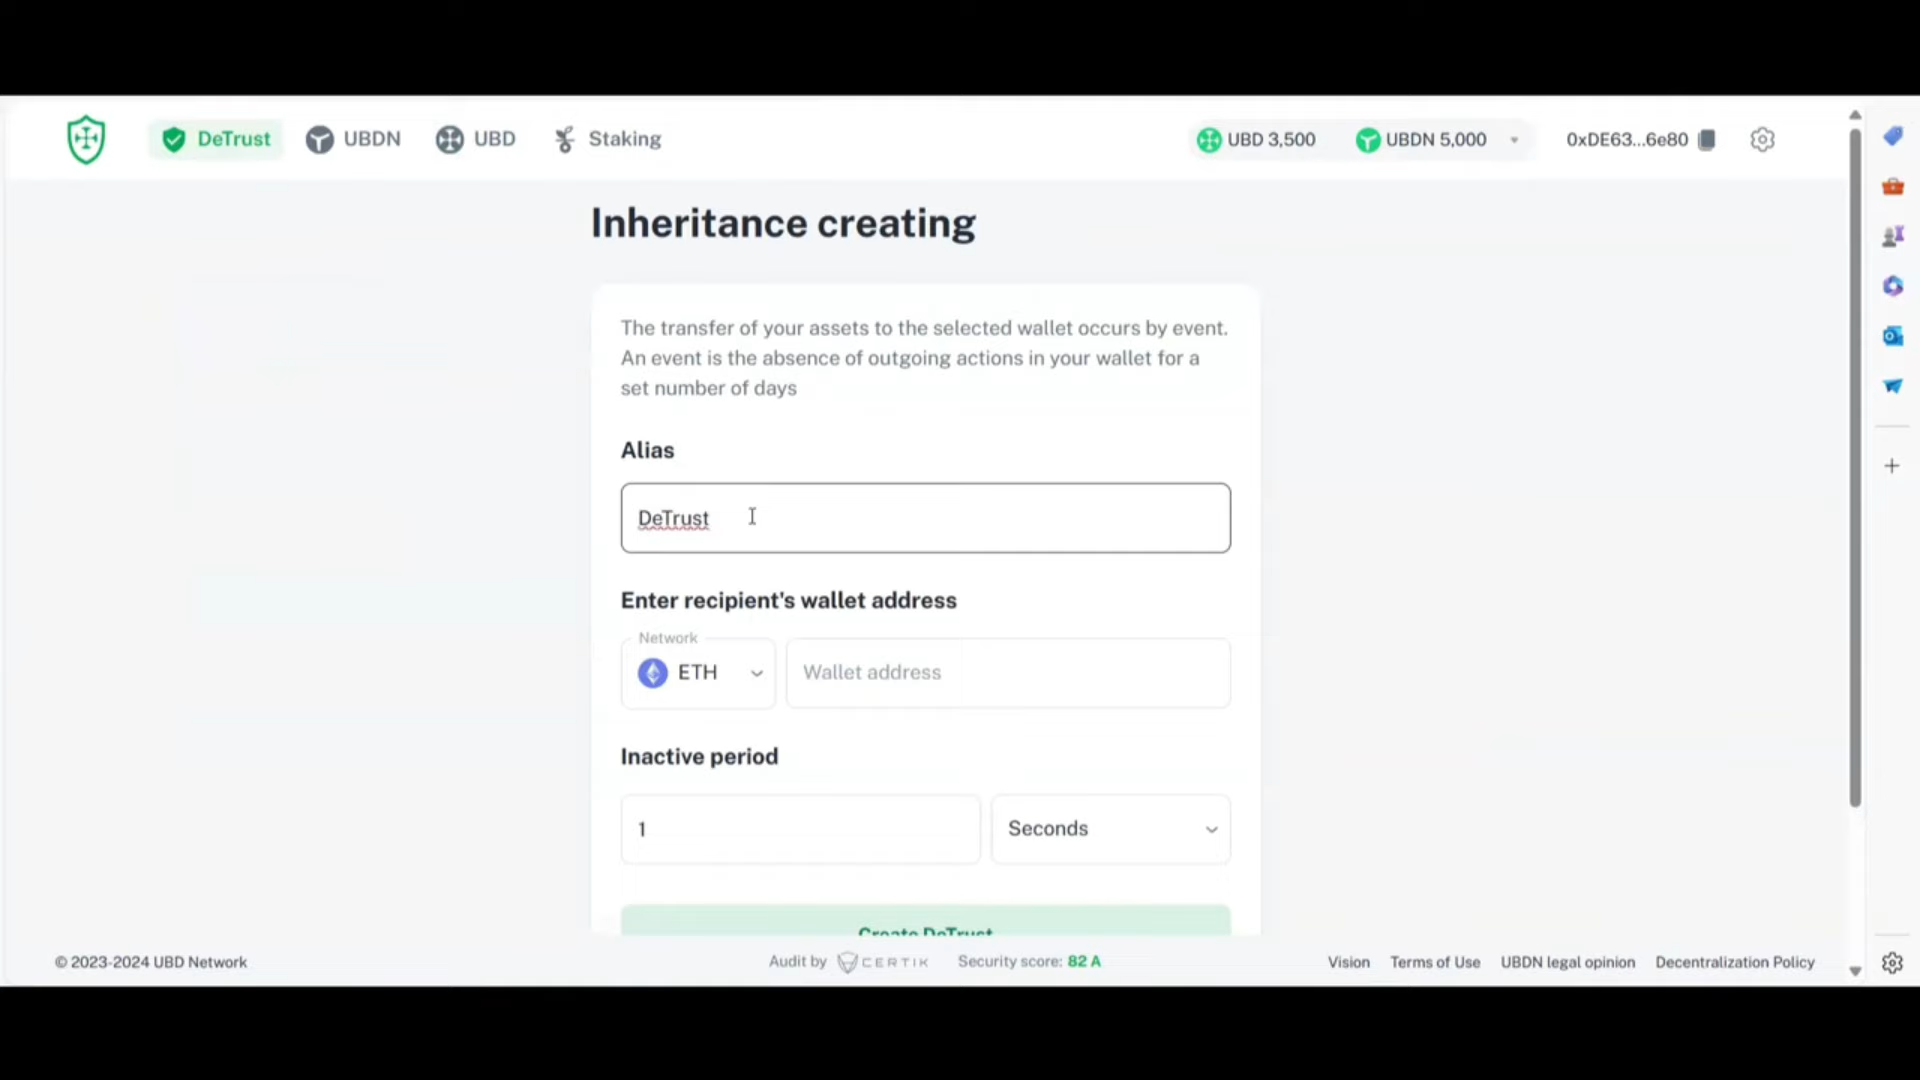 DeTrust UBDN UBD Staking UBD 3,500 UBDN 5,000 0xDE63...6e80
Inheritance creating
The transfer of your assets to the selected wallet occurs by event.
An event is the absence of outgoing actions in your wallet for a
set number of days
Alias
DeTrust
Enter recipient's wallet address
Network
ETH Wallet address
Inactive period
1 Seconds
Create DeTrust
© 2023-2024 UBD Network Audit by CERTIK Security score: 82 A Vision Terms of Use UBDN legal opinion Decentralization Policy